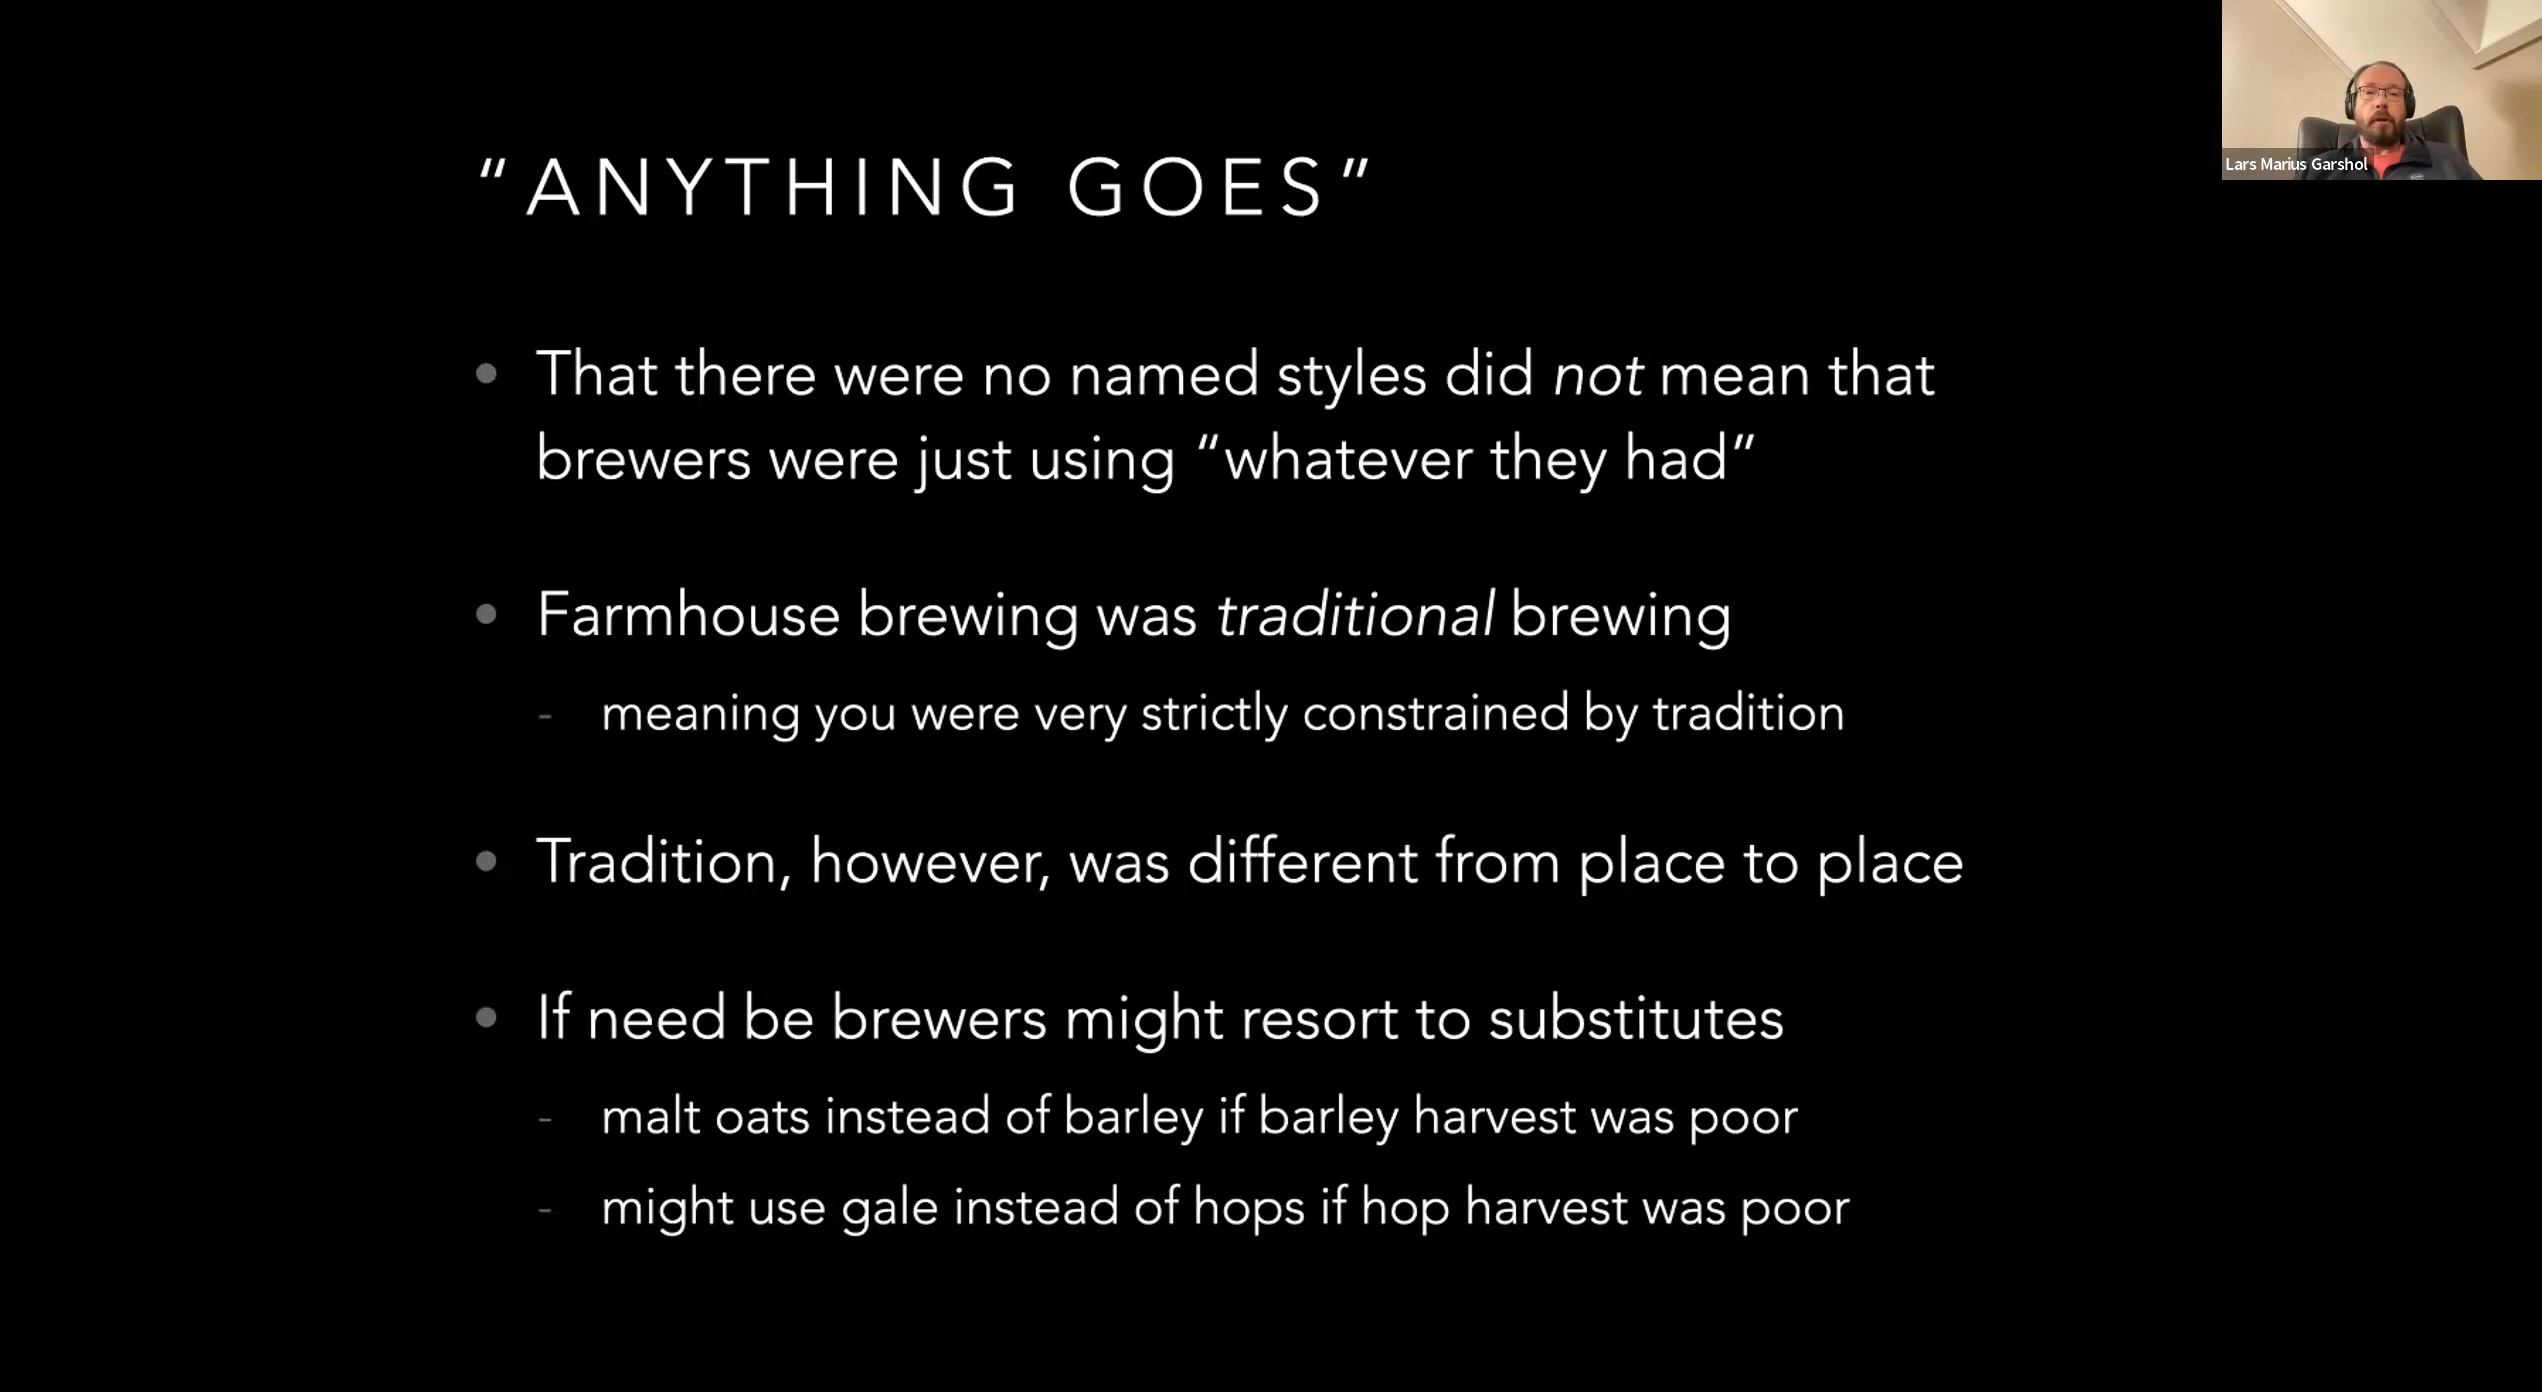 “ANYTHING GOES”
Lars Marius Garshol
• That there were no named styles did not mean that
brewers were just using “whatever they had”
• Farmhouse brewing was traditional brewing
- meaning you were very strictly constrained by tradition
• Tradition, however, was different from place to place
• If need be brewers might resort to substitutes
- malt oats instead of barley if barley harvest was poor
- might use gale instead of hops if hop harvest was poor